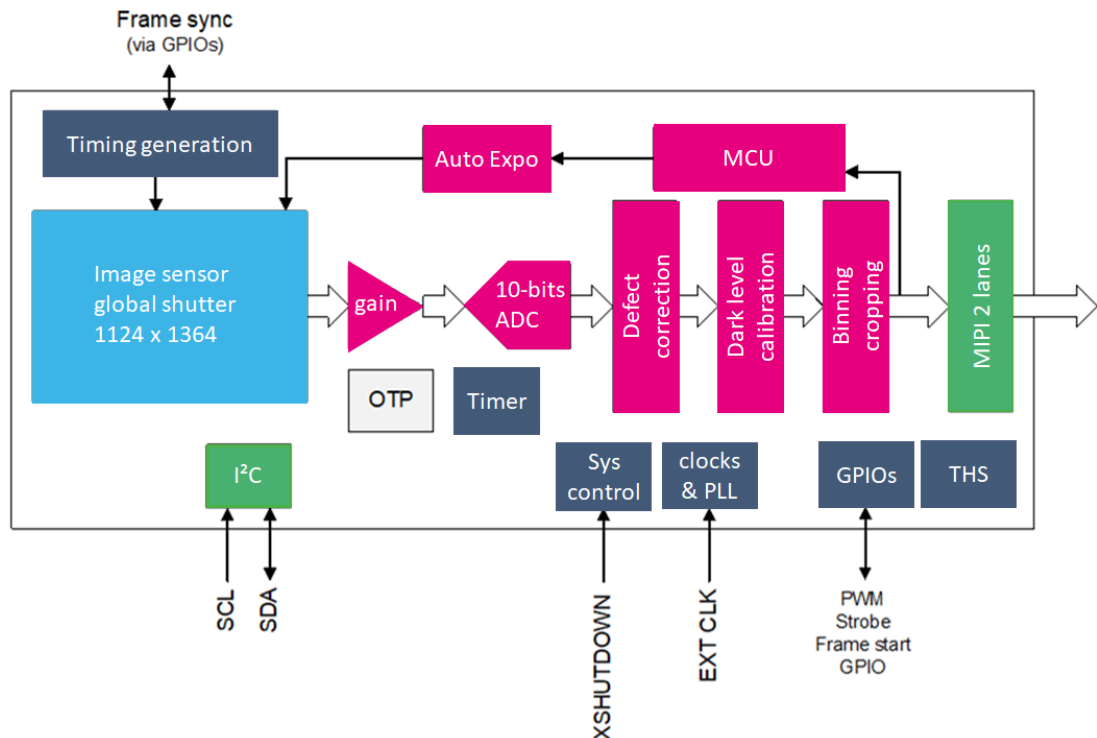 Frame sync
(via GPIOs)
Timing generation
Auto Expo
MCU
Image sensor
global shutter
1124 x 1364
gain
10-bits
ADC
Defect
correction
Dark level
calibration
Binning
cropping
MIPI 2 lanes
OTP
Timer
I²C
Sys
control
clocks
& PLL
GPIOs
THS
SCL
SDA
XSHUTDOWN
EXT CLK
PWM
Strobe
Frame start
GPIO